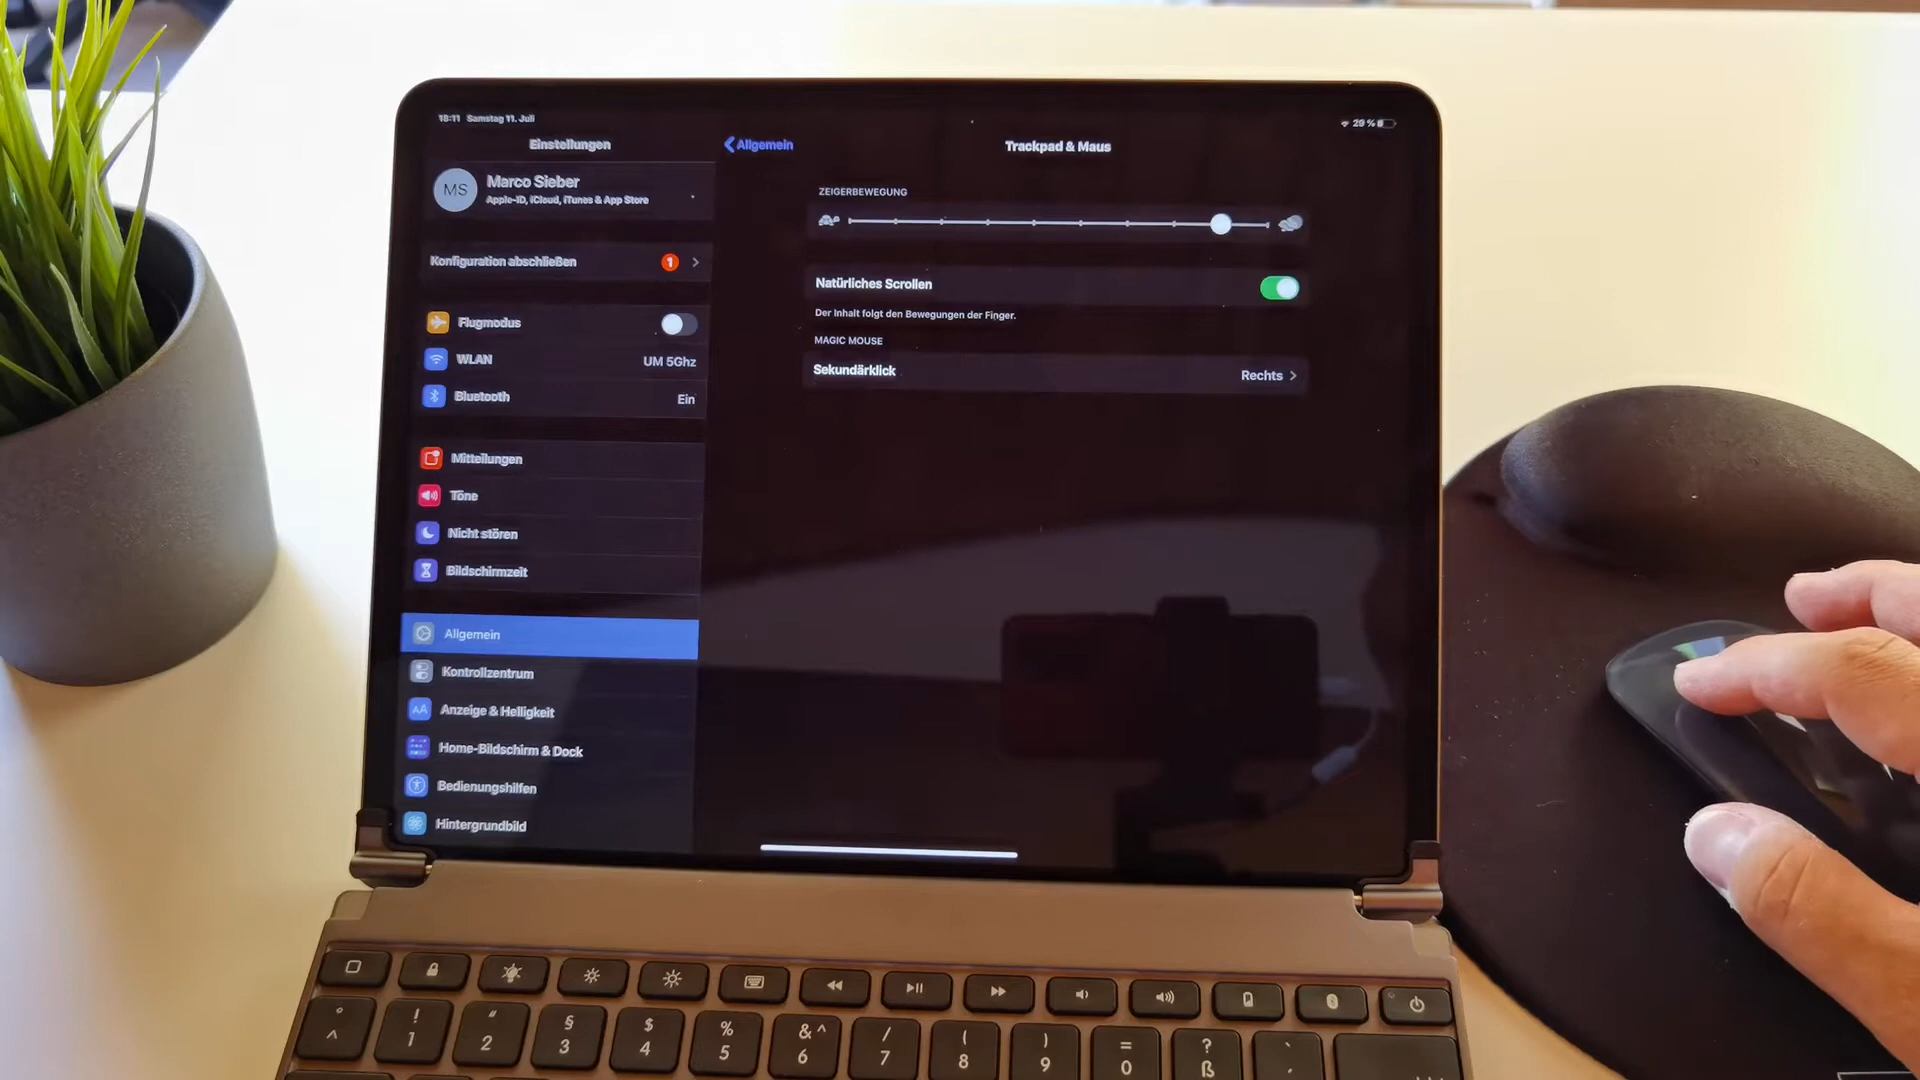 18:11 Samstag 11. Juli
29 %
Einstellungen
MS
Marco Sieber
Apple-ID, iCloud, iTunes & App Store
Konfiguration abschließen
1
Flugmodus
WLAN
UM 5Ghz
Bluetooth
Ein
Mitteilungen
Töne
Nicht stören
Bildschirmzeit
Allgemein
Kontrollzentrum
AA
Anzeige & Helligkeit
Home-Bildschirm & Dock
Bedienungshilfen
Hintergrundbild
Allgemein
Trackpad & Maus
ZEIGERBEWEGUNG
Natürliches Scrollen
Der Inhalt folgt den Bewegungen der Finger.
MAGIC MOUSE
Sekundärklick
Rechts
° ! " § $ % & ^ / ( ) = ? `
^ 1 2 3 4 5 6 7 8 9 0 ß ´